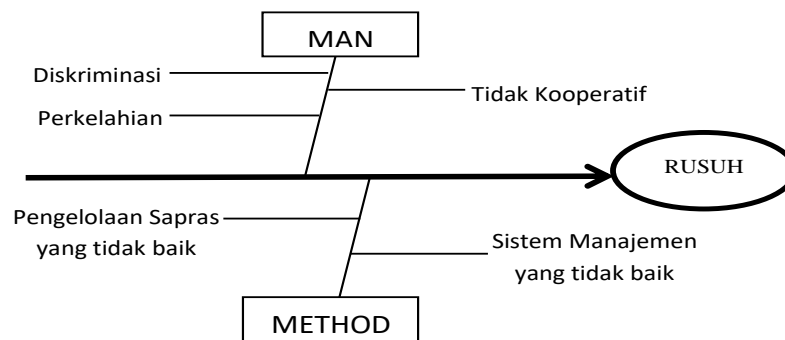 MAN
Diskriminasi
Tidak Kooperatif
Perkelahian
RUSUH
Pengelolaan Sapras
yang tidak baik
Sistem Manajemen
yang tidak baik
METHOD